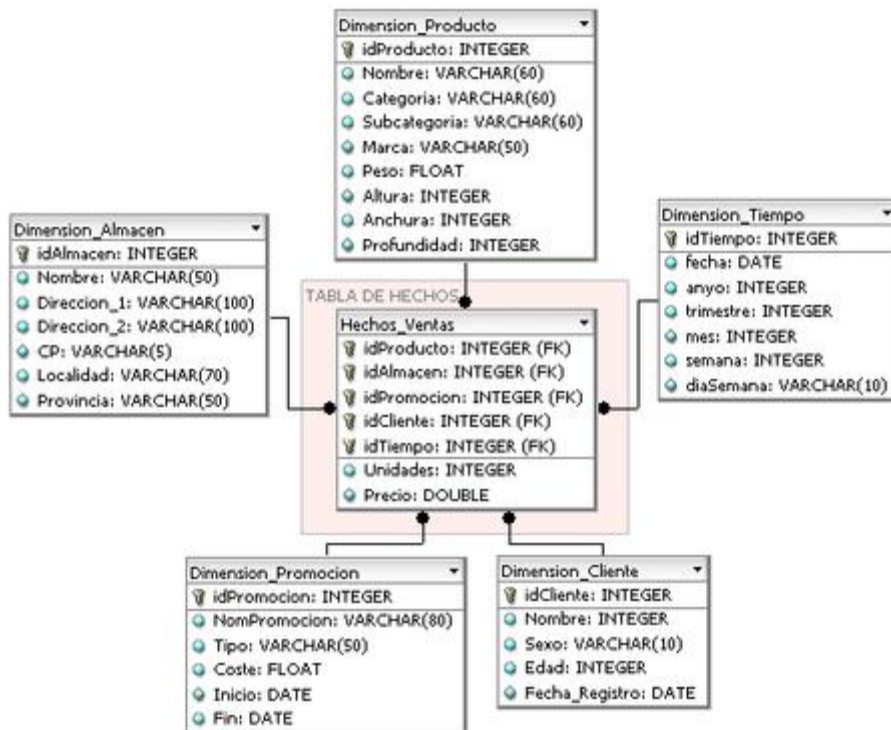 Dimension_Producto
idProducto: INTEGER
Nombre: VARCHAR(60)
Categoria: VARCHAR(60)
Subcategoria: VARCHAR(60)
Marca: VARCHAR(50)
Peso: FLOAT
Altura: INTEGER
Anchura: INTEGER
Profundidad: INTEGER
Dimension_Almacen
idAlmacen: INTEGER
Nombre: VARCHAR(50)
Direccion_1: VARCHAR(100)
Direccion_2: VARCHAR(100)
CP: VARCHAR(5)
Localidad: VARCHAR(70)
Provincia: VARCHAR(50)
TABLA DE HECHOS
Hechos_Ventas
idProducto: INTEGER (FK)
idAlmacen: INTEGER (FK)
idPromocion: INTEGER (FK)
idCliente: INTEGER (FK)
idTiempo: INTEGER (FK)
Unidades: INTEGER
Precio: DOUBLE
Dimension_Tiempo
idTiempo: INTEGER
fecha: DATE
anyo: INTEGER
trimestre: INTEGER
mes: INTEGER
semana: INTEGER
diaSemana: VARCHAR(10)
Dimension_Promocion
idPromocion: INTEGER
NomPromocion: VARCHAR(80)
Tipo: VARCHAR(50)
Coste: FLOAT
Inicio: DATE
Fin: DATE
Dimension_Cliente
idCliente: INTEGER
Nombre: INTEGER
Sexo: VARCHAR(10)
Edad: INTEGER
Fecha_Registro: DATE